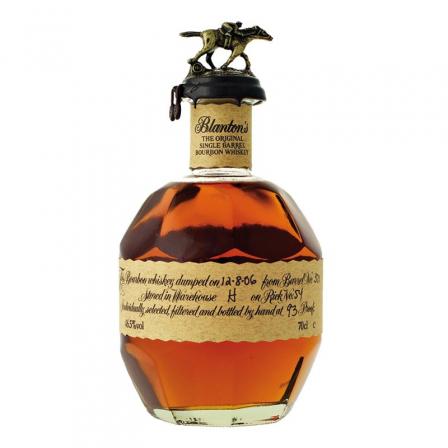 Blanton's
THE ORIGINAL
SINGLE BARREL
BOURBON WHISKEY
Bourbon whiskey dumped on 12-8-06 from Barrel No.
Stored in Warehouse H on Rick No. 54
Individually selected, filtered and bottled by hand at 93 Proof
46,5%vol 70cl e